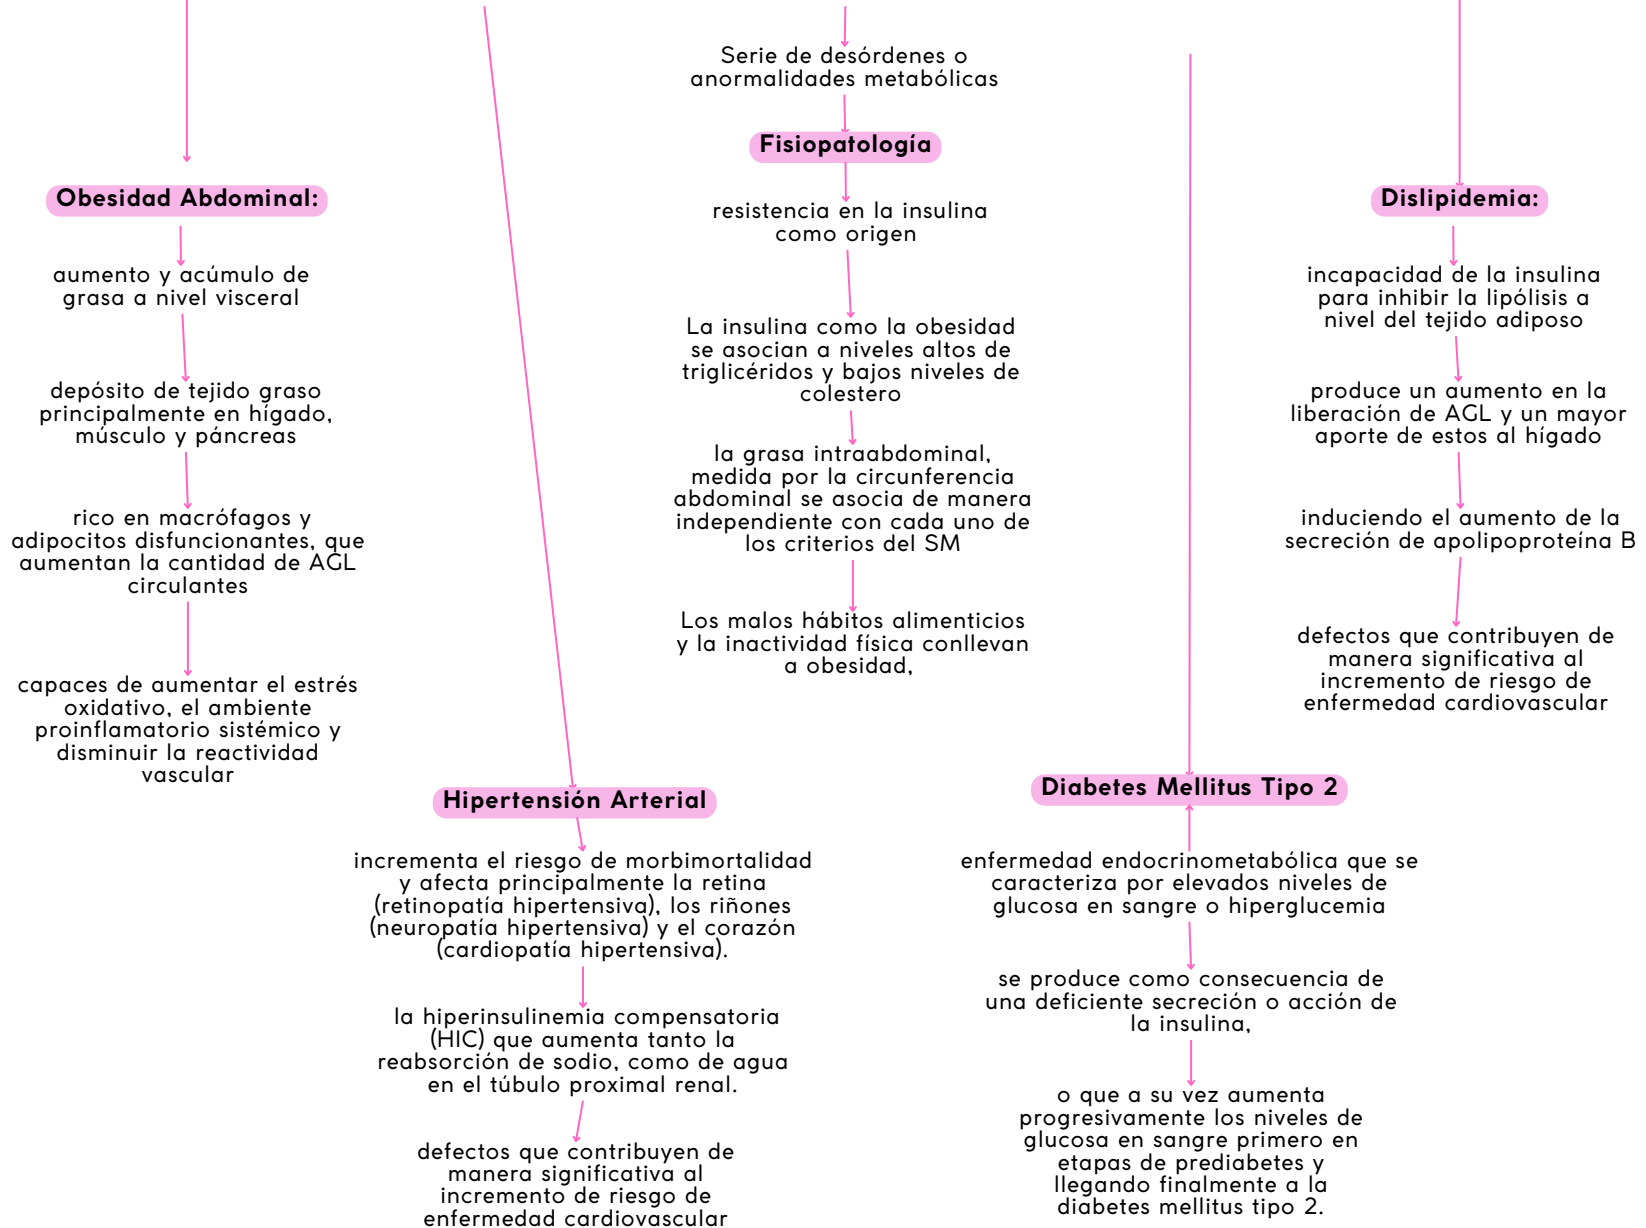 Serie de desórdenes o
anormalidades metabólicas
Fisiopatología
resistencia en la insulina
como origen
La insulina como la obesidad
se asocian a niveles altos de
triglicéridos y bajos niveles de
colestero
la grasa intraabdominal,
medida por la circunferencia
abdominal se asocia de manera
independiente con cada uno de
los criterios del SM
Los malos hábitos alimenticios
y la inactividad física conllevan
a obesidad,
Obesidad Abdominal:
aumento y acúmulo de
grasa a nivel visceral
depósito de tejido graso
principalmente en hígado,
músculo y páncreas
rico en macrófagos y
adipocitos disfuncionantes, que
aumentan la cantidad de AGL
circulantes
capaces de aumentar el estrés
oxidativo, el ambiente
proinflamatorio sistémico y
disminuir la reactividad
vascular
Dislipidemia:
incapacidad de la insulina
para inhibir la lipólisis a
nivel del tejido adiposo
produce un aumento en la
liberación de AGL y un mayor
aporte de estos al hígado
induciendo el aumento de la
secreción de apolipoproteína B
defectos que contribuyen de
manera significativa al
incremento de riesgo de
enfermedad cardiovascular
Hipertensión Arterial
incrementa el riesgo de morbimortalidad
y afecta principalmente la retina
(retinopatía hipertensiva), los riñones
(neuropatía hipertensiva) y el corazón
(cardiopatía hipertensiva).
la hiperinsulinemia compensatoria
(HIC) que aumenta tanto la
reabsorción de sodio, como de agua
en el túbulo proximal renal.
defectos que contribuyen de
manera significativa al
incremento de riesgo de
enfermedad cardiovascular
Diabetes Mellitus Tipo 2
enfermedad endocrinometabólica que se
caracteriza por elevados niveles de
glucosa en sangre o hiperglucemia
se produce como consecuencia de
una deficiente secreción o acción de
la insulina,
o que a su vez aumenta
progresivamente los niveles de
glucosa en sangre primero en
etapas de prediabetes y
llegando finalmente a la
diabetes mellitus tipo 2.